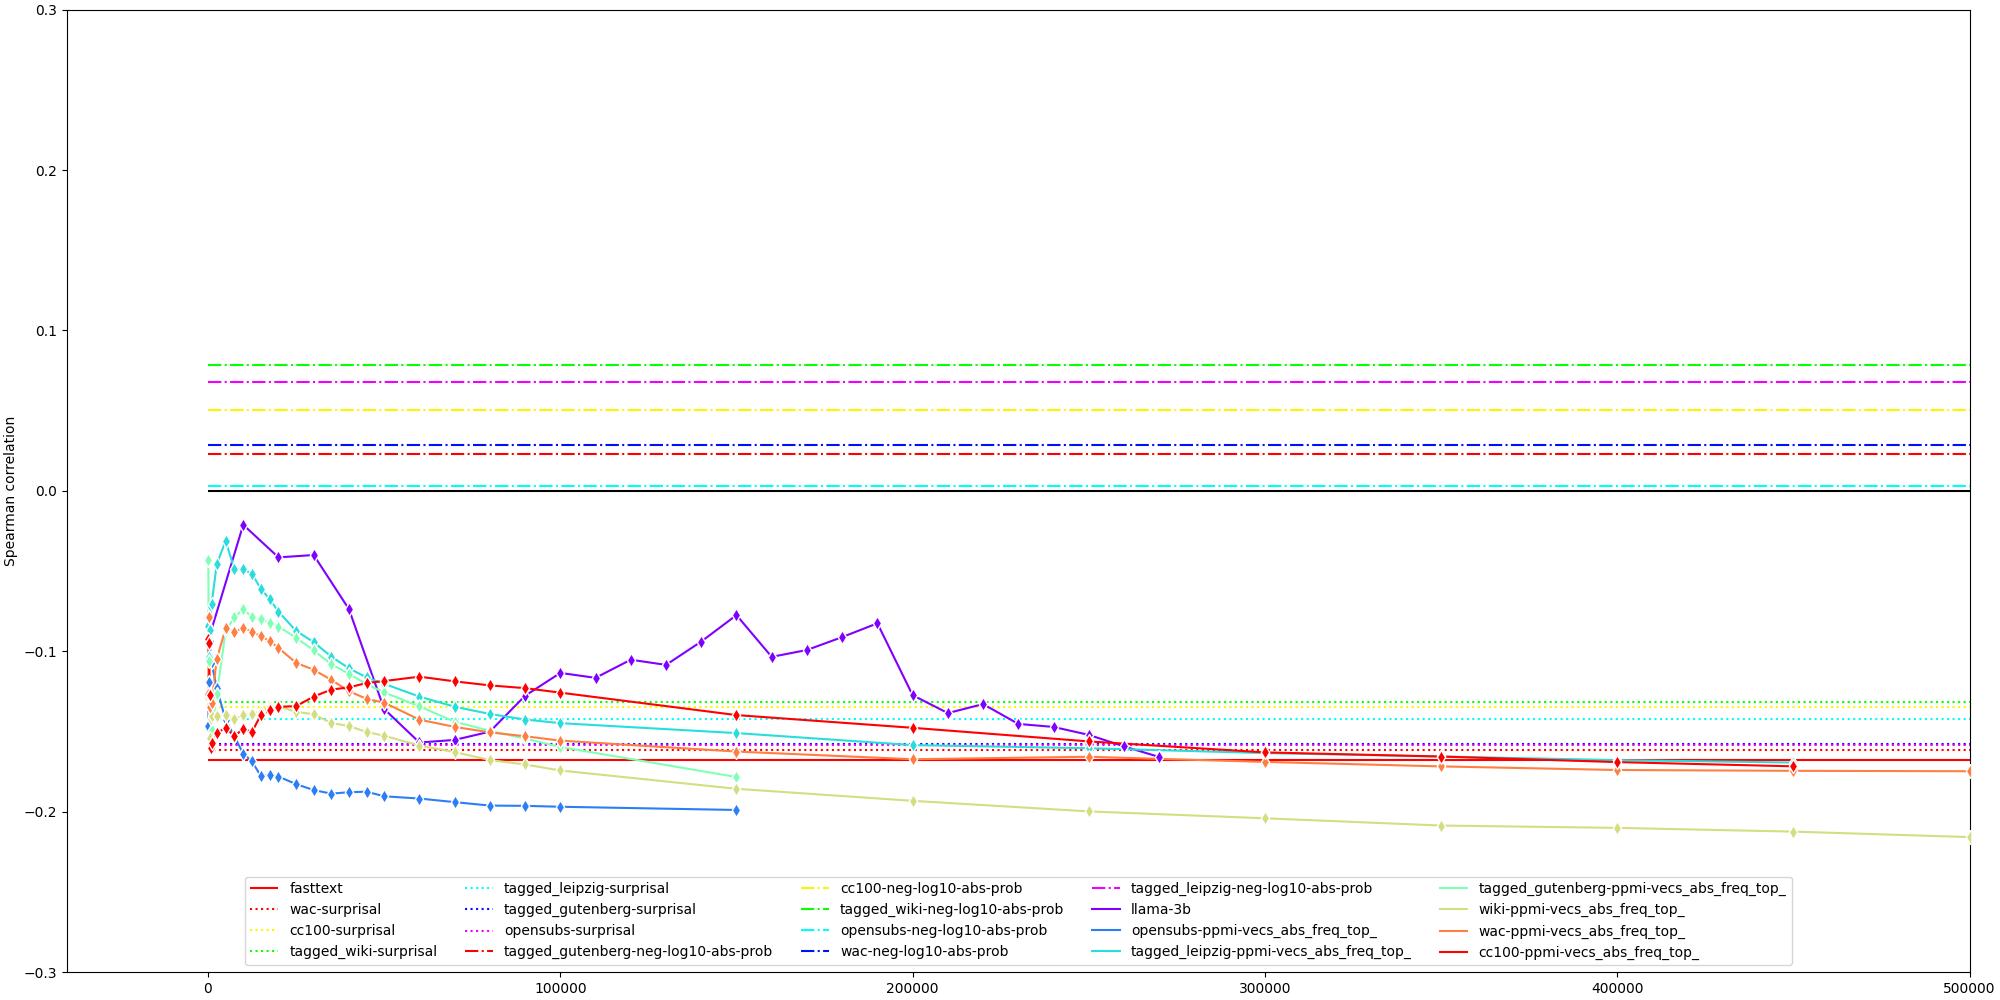 0.3
0.2
0.1
0.0
−0.1
−0.2
−0.3
Spearman correlation
fasttext
wac-surprisal
cc100-surprisal
tagged_wiki-surprisal
tagged_leipzig-surprisal
tagged_gutenberg-surprisal
opensubs-surprisal
tagged_gutenberg-neg-log10-abs-prob
cc100-neg-log10-abs-prob
tagged_wiki-neg-log10-abs-prob
opensubs-neg-log10-abs-prob
wac-neg-log10-abs-prob
tagged_leipzig-neg-log10-abs-prob
llama-3b
opensubs-ppmi-vecs_abs_freq_top_
tagged_leipzig-ppmi-vecs_abs_freq_top_
tagged_gutenberg-ppmi-vecs_abs_freq_top_
wiki-ppmi-vecs_abs_freq_top_
wac-ppmi-vecs_abs_freq_top_
cc100-ppmi-vecs_abs_freq_top_
0 100000 200000 300000 400000 500000